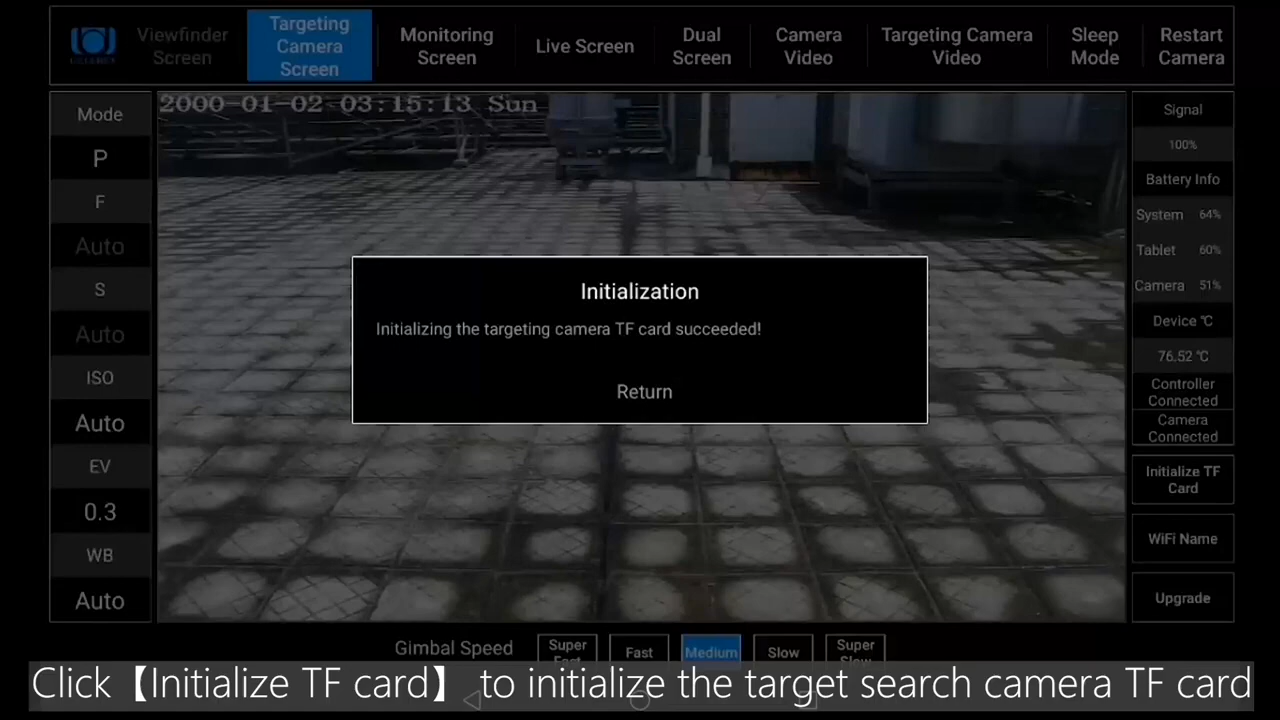 Viewfinder
Screen
Targeting
Camera
Screen
Monitoring
Screen
Live Screen
Dual
Screen
Camera
Video
Targeting Camera
Video
Sleep
Mode
Restart
Camera
Mode
P
F
Auto
S
Auto
ISO
Auto
EV
0.3
WB
Auto
2000-01-02 03:15:13 Sun
Initialization
Initializing the targeting camera TF card succeeded!
Return
Signal
100%
Battery Info
System 64%
Tablet 60%
Camera 51%
Device ℃
76.52 ℃
Controller
Connected
Camera
Connected
Initialize TF
Card
WiFi Name
Upgrade
Gimbal Speed
Super
Fast
Fast
Medium
Slow
Super
Slow
Click【Initialize TF card】 to initialize the target search camera TF card